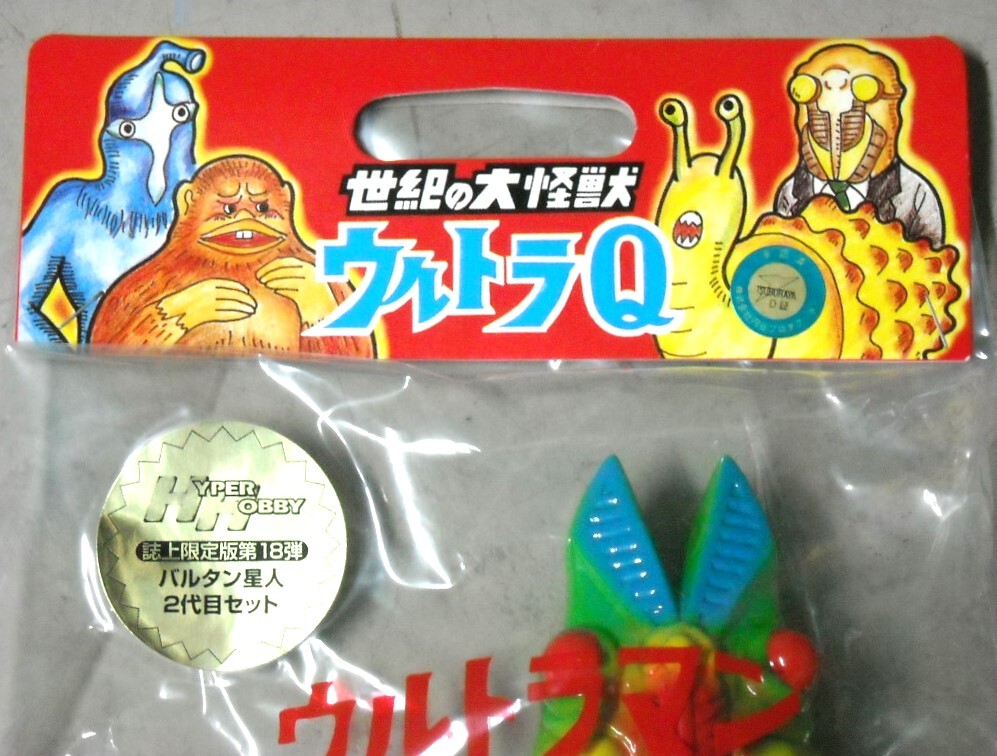 世紀の大怪獣
ウルトラQ
TSUBURAYA
HYPER
HOBBY
誌上限定版第18弾
バルタン星人
2代目セット
ウルトラマン